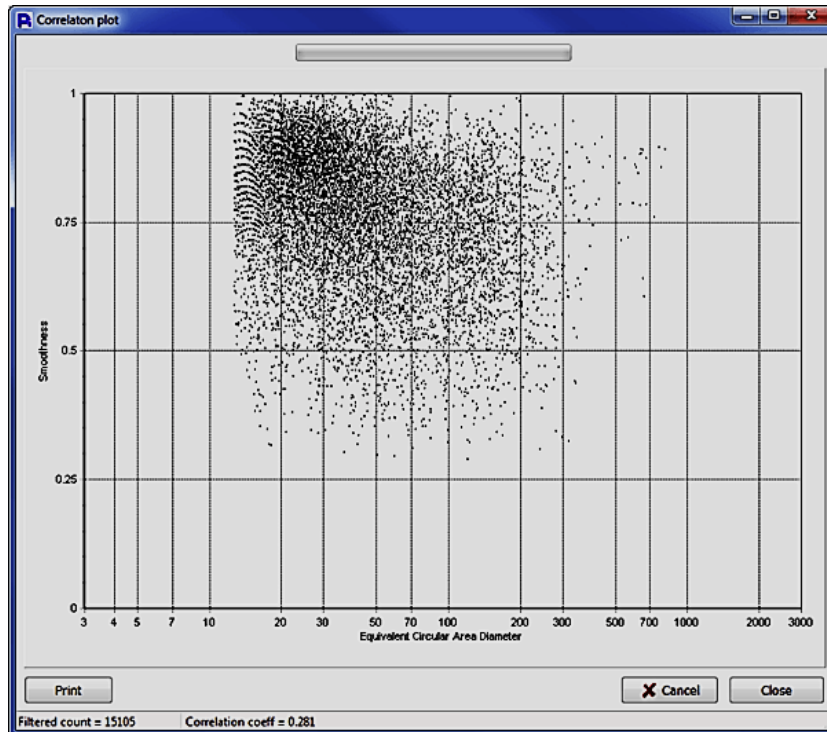 Correlaton plot
1
0.75
0.5
0.25
0
Smoothness
3 4 5 7 10 20 30 50 70 100 200 300 500 700 1000 2000 3000
Equivalent Circular Area Diameter
Print
Cancel
Close
Filtered count = 15105 Correlation coeff = 0.281